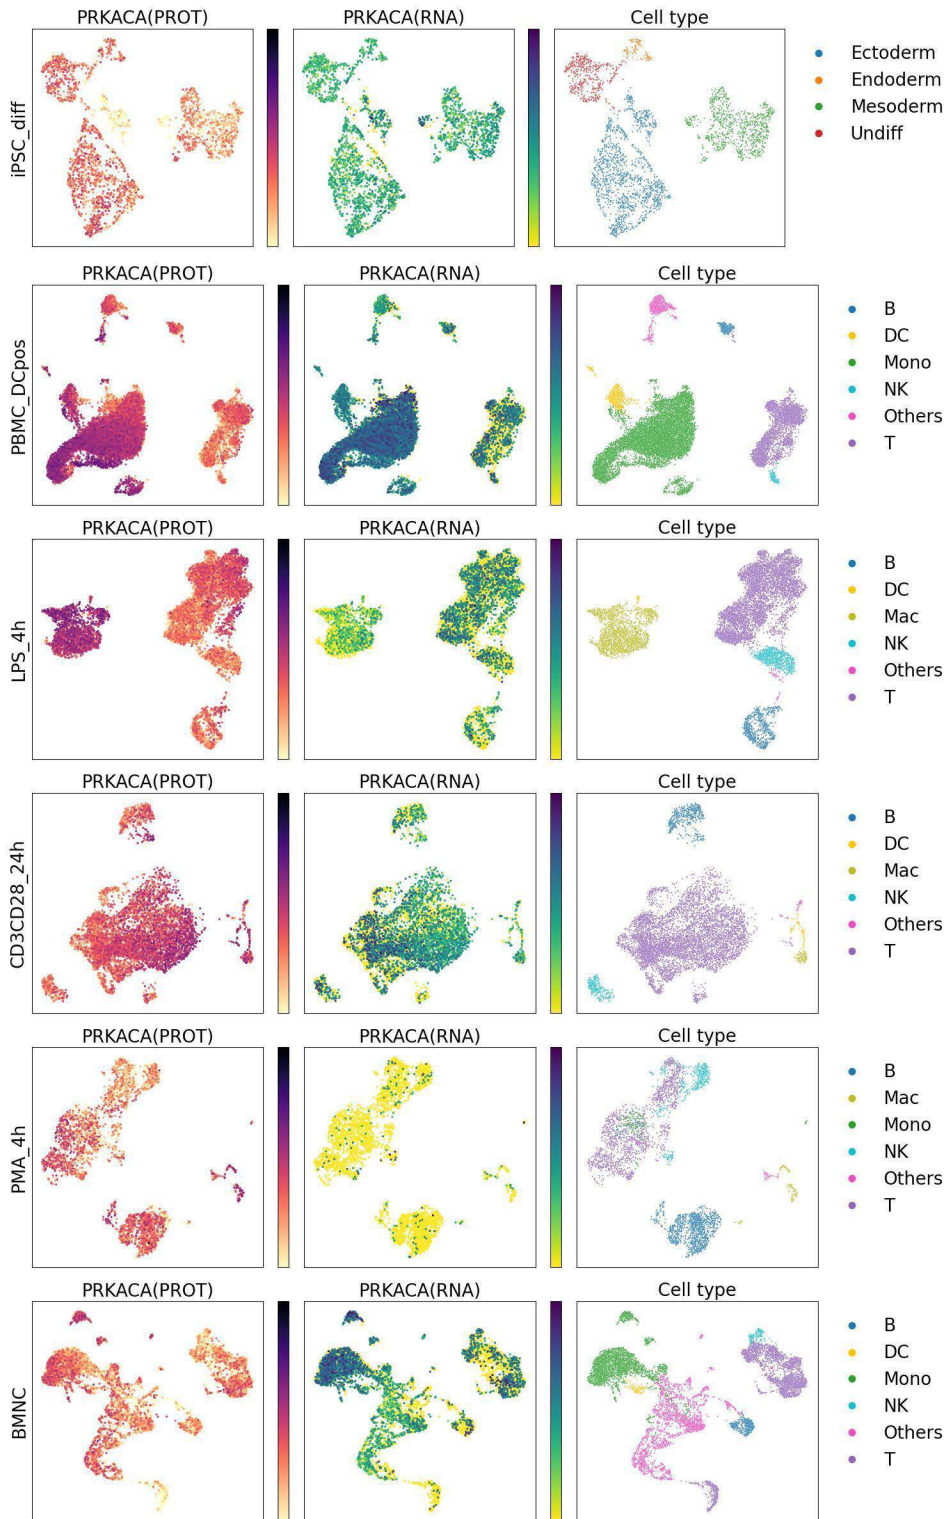 PRKACA(PROT) PRKACA(RNA) Cell type
iPSC_diff
Ectoderm
Endoderm
Mesoderm
Undiff
PRKACA(PROT) PRKACA(RNA) Cell type
PBMC_DCpos
B
DC
Mono
NK
Others
T
PRKACA(PROT) PRKACA(RNA) Cell type
LPS_4h
B
DC
Mac
NK
Others
T
PRKACA(PROT) PRKACA(RNA) Cell type
CD3CD28_24h
B
DC
Mac
NK
Others
T
PRKACA(PROT) PRKACA(RNA) Cell type
PMA_4h
B
Mac
Mono
NK
Others
T
PRKACA(PROT) PRKACA(RNA) Cell type
BMNC
B
DC
Mono
NK
Others
T